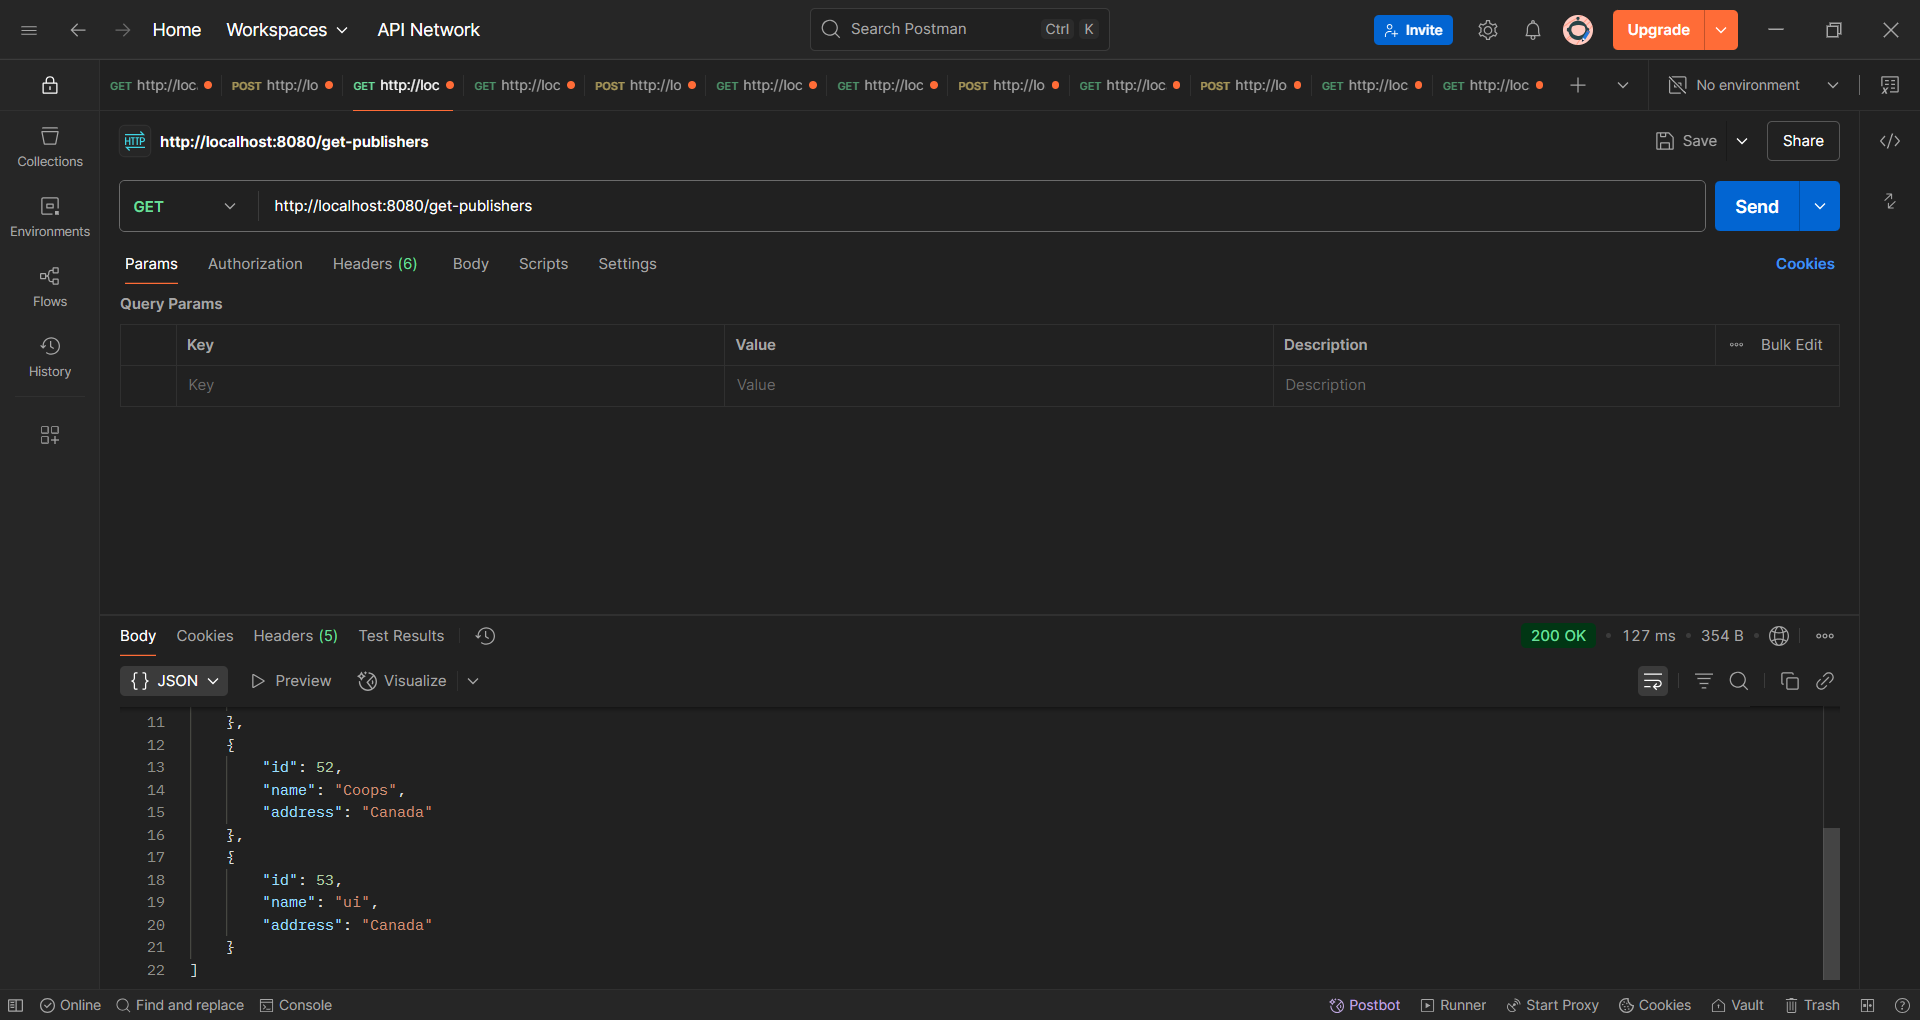 Home Workspaces API Network Search Postman Ctrl K Invite Upgrade
GET http://loc POST http://lo GET http://loc GET http://loc POST http://lo GET http://loc GET http://loc POST http://lo GET http://loc POST http://lo GET http://loc GET http://loc No environment
Collections
Environments
Flows
History
HTTP http://localhost:8080/get-publishers Save Share
GET http://localhost:8080/get-publishers Send
Params Authorization Headers (6) Body Scripts Settings Cookies
Query Params
Key Value Description Bulk Edit
Key Value Description
Body Cookies Headers (5) Test Results 200 OK 127 ms 354 B
{} JSON Preview Visualize
11 },
12 {
13 "id": 52,
14 "name": "Coops",
15 "address": "Canada"
16 },
17 {
18 "id": 53,
19 "name": "ui",
20 "address": "Canada"
21 }
22 ]
Online Find and replace Console Postbot Runner Start Proxy Cookies Vault Trash